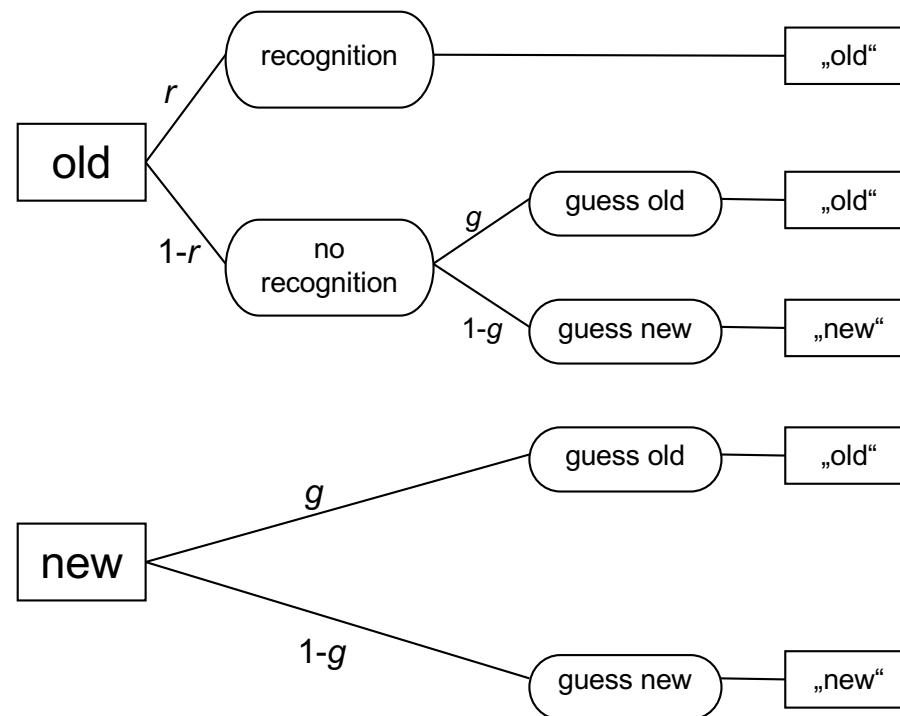 recognition
„old“
r
old
guess old
„old“
g
1-r
no
recognition
1-g
guess new
„new“
guess old
„old“
g
new
1-g
guess new
„new“